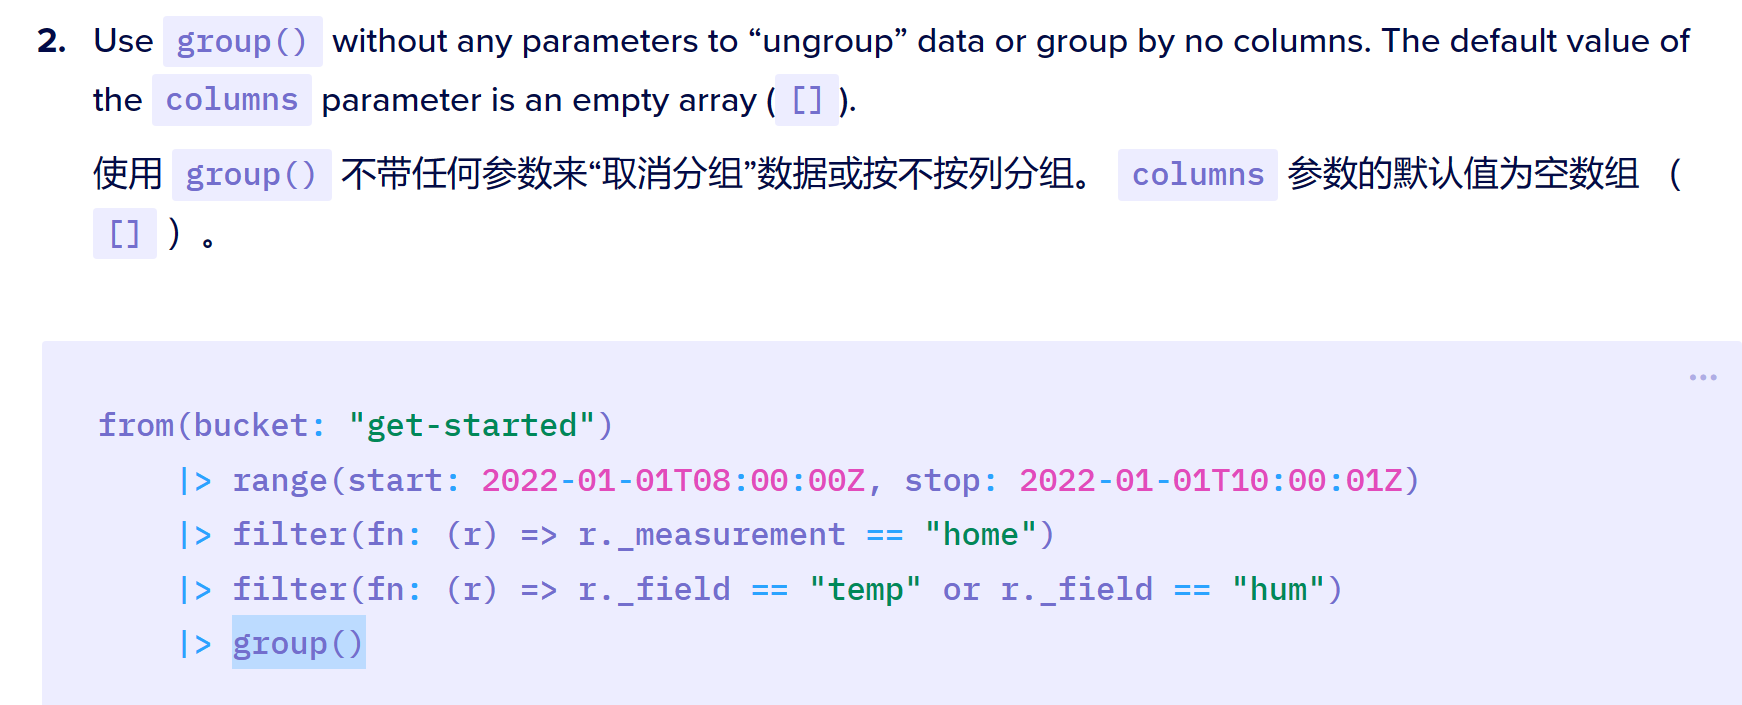 2. Use group() without any parameters to “ungroup” data or group by no columns. The default value of
the columns parameter is an empty array ([]).
使用 group() 不带任何参数来“取消分组”数据或按不按列分组。 columns 参数的默认值为空数组 （
[] ） 。
...
from(bucket: "get-started")
    |> range(start: 2022-01-01T08:00:00Z, stop: 2022-01-01T10:00:01Z)
    |> filter(fn: (r) => r._measurement == "home")
    |> filter(fn: (r) => r._field == "temp" or r._field == "hum")
    |> group()